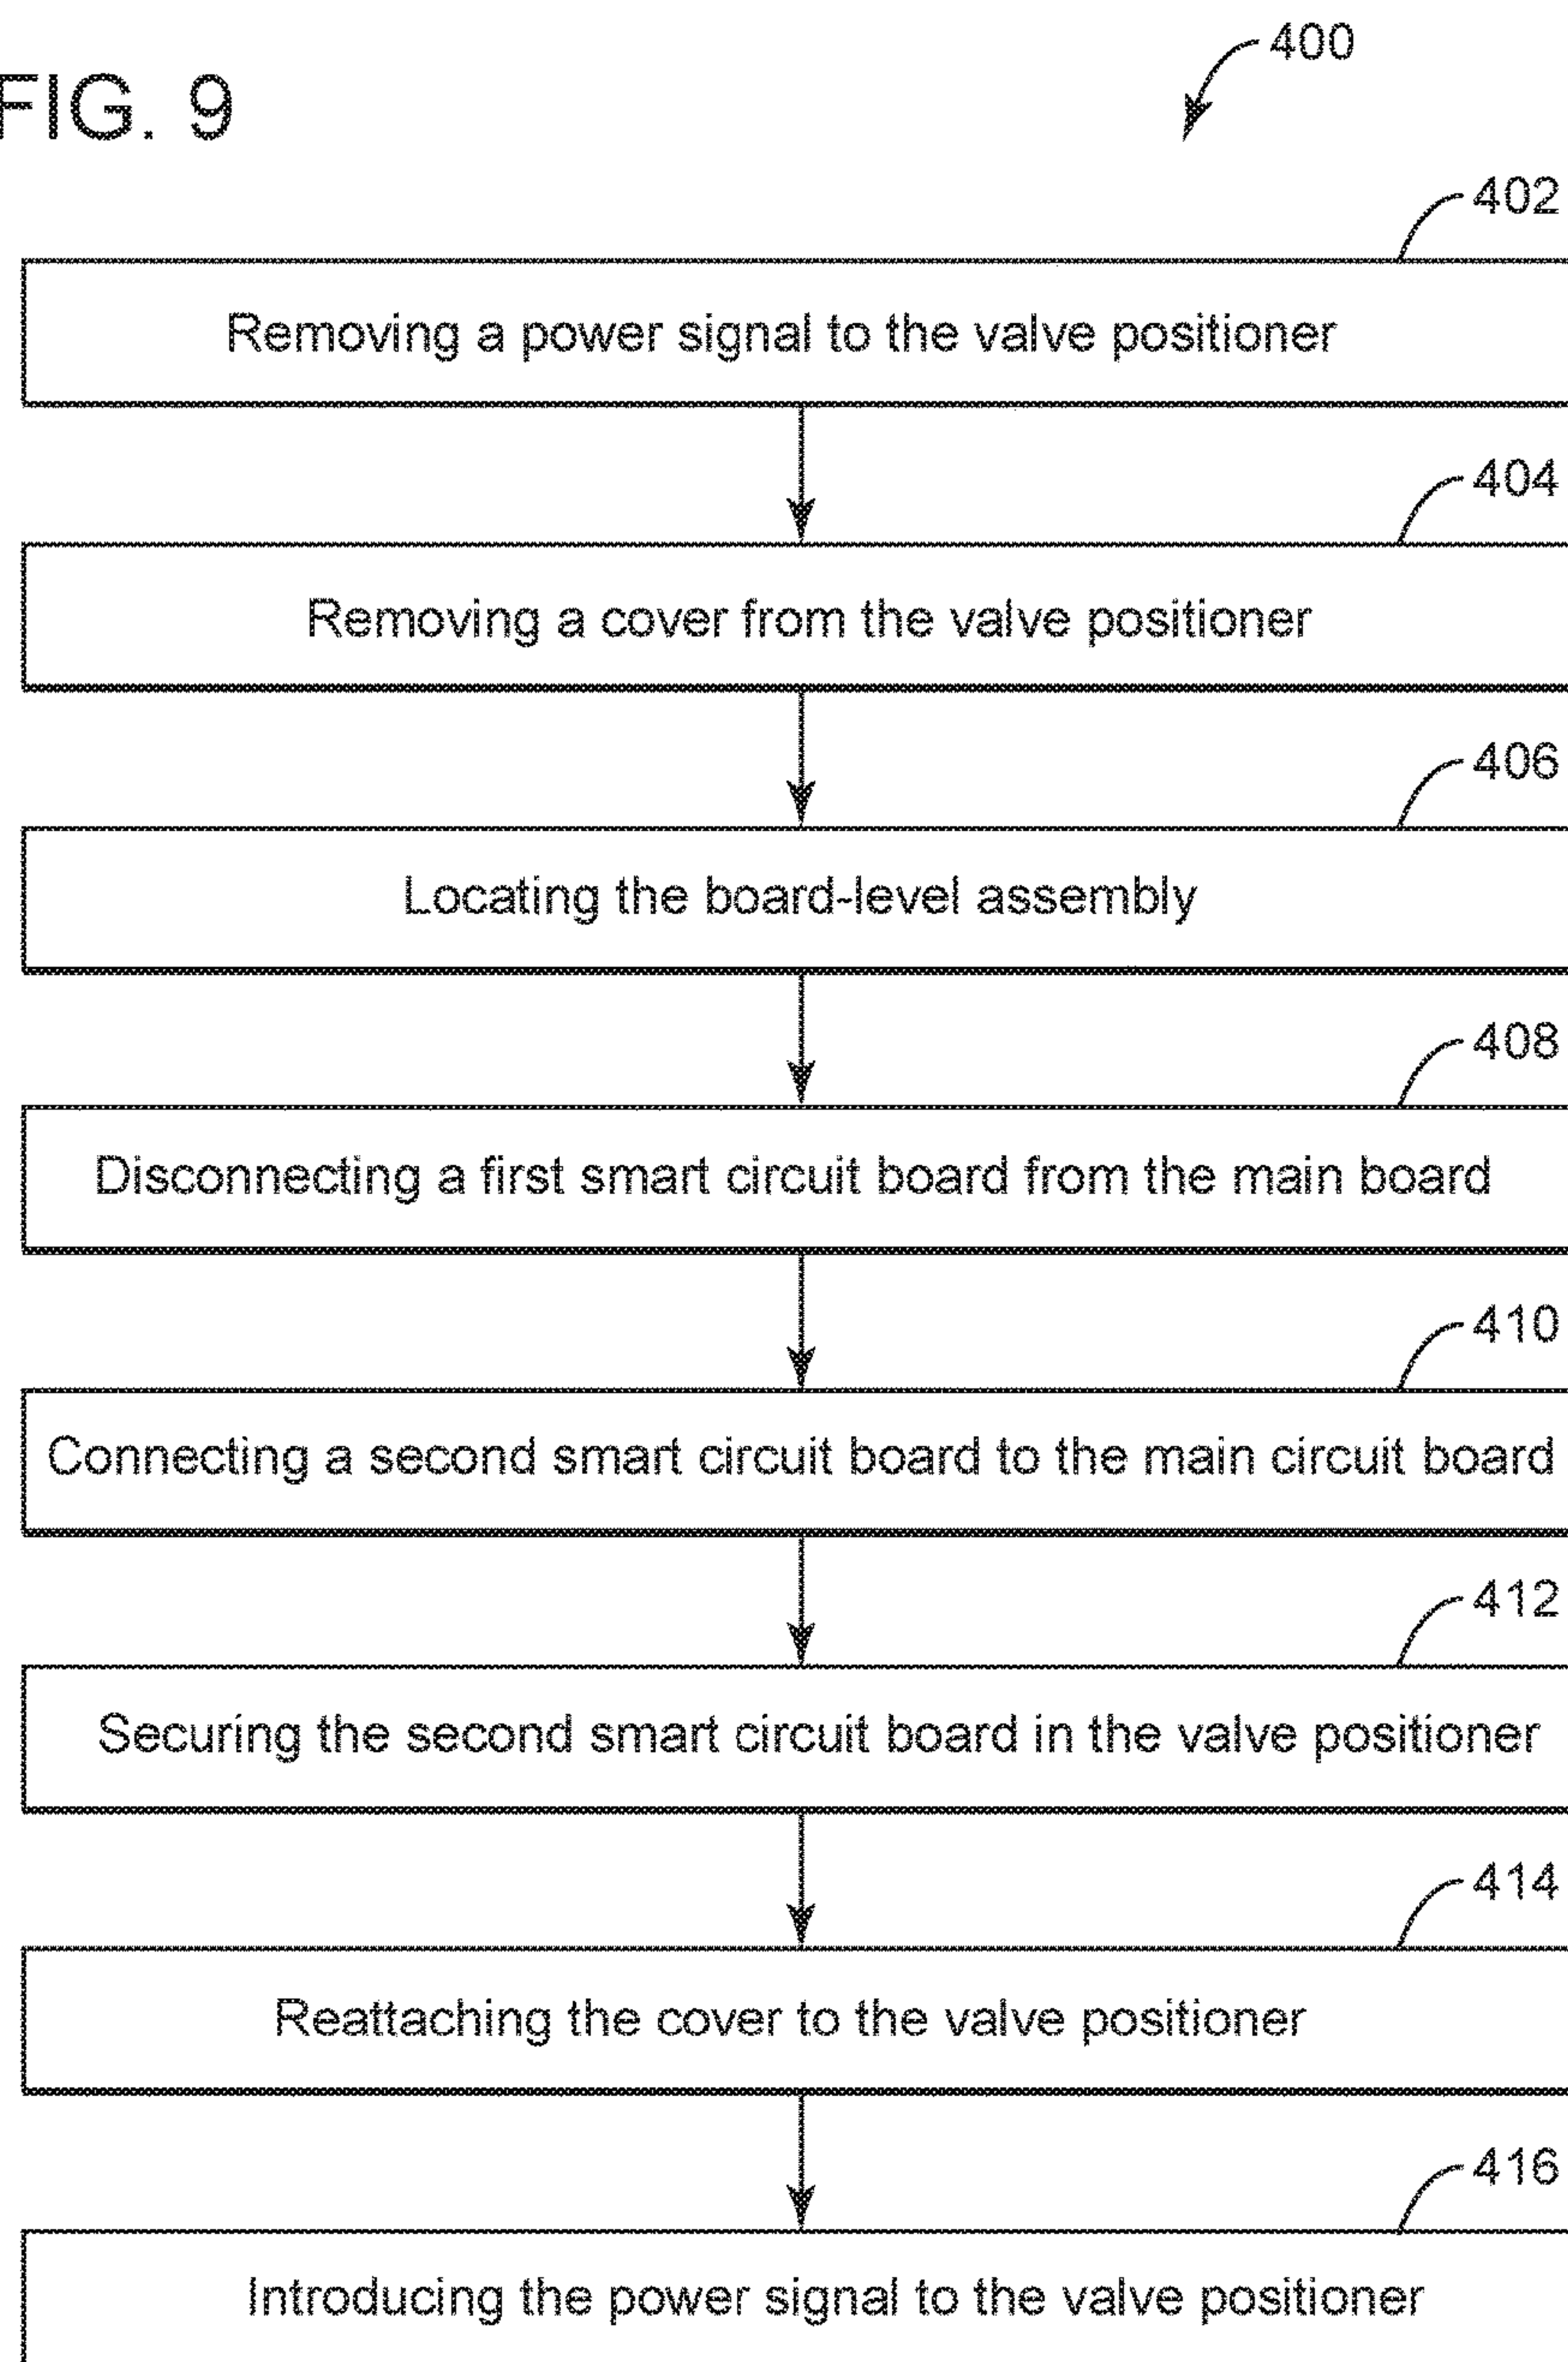 FIG. 9
400
402
Removing a power signal to the valve positioner
404
Removing a cover from the valve positioner
406
Locating the board-level assembly
408
Disconnecting a first smart circuit board from the main board
410
Connecting a second smart circuit board to the main circuit board
412
Securing the second smart circuit board in the valve positioner
414
Reattaching the cover to the valve positioner
416
Introducing the power signal to the valve positioner